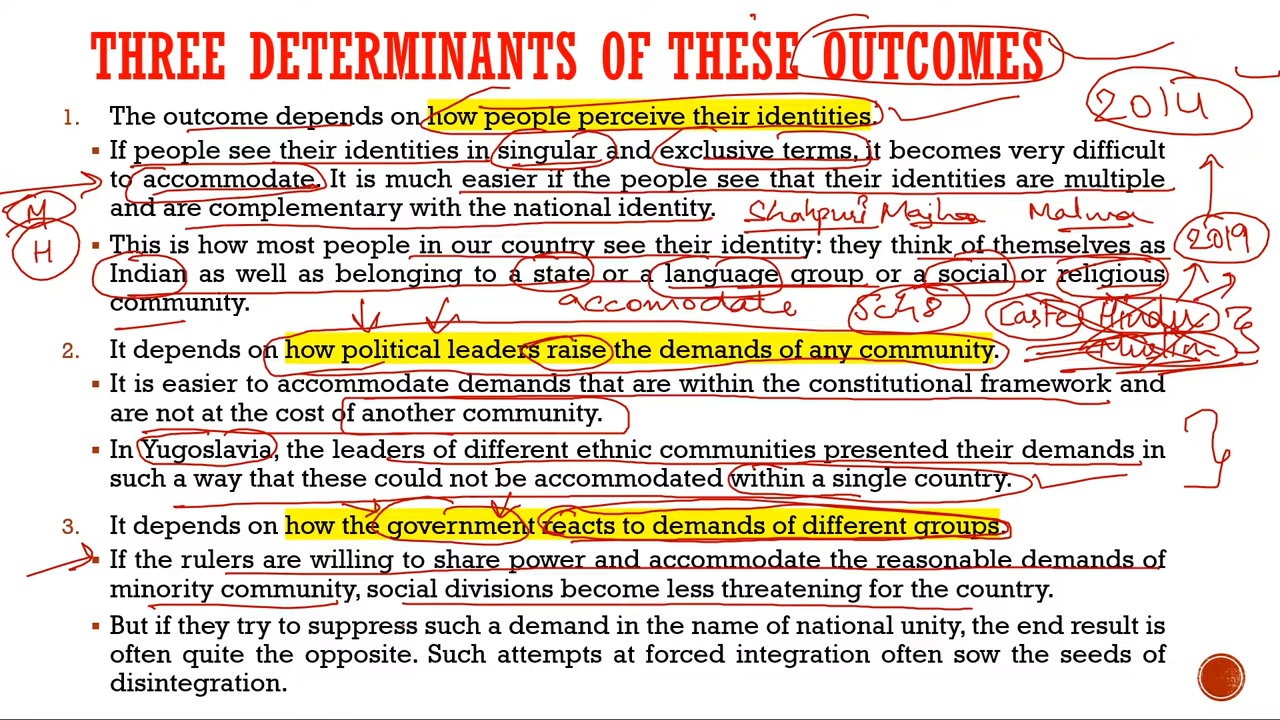 THREE DETERMINANTS OF THESE OUTCOMES
2014
1. The outcome depends on how people perceive their identities.
▪ If people see their identities in singular and exclusive terms, it becomes very difficult
to accommodate. It is much easier if the people see that their identities are multiple
and are complementary with the national identity.
M
H
Shahpuri Majhaa Malwa
2019
▪ This is how most people in our country see their identity: they think of themselves as
Indian as well as belonging to a state or a language group or a social or religious
community.
accomodate
Caste Hindu
Muslim
2. It depends on how political leaders raise the demands of any community.
▪ It is easier to accommodate demands that are within the constitutional framework and
are not at the cost of another community.
▪ In Yugoslavia, the leaders of different ethnic communities presented their demands in
such a way that these could not be accommodated within a single country.
3. It depends on how the government reacts to demands of different groups.
▪ If the rulers are willing to share power and accommodate the reasonable demands of
minority community, social divisions become less threatening for the country.
▪ But if they try to suppress such a demand in the name of national unity, the end result is
often quite the opposite. Such attempts at forced integration often sow the seeds of
disintegration.